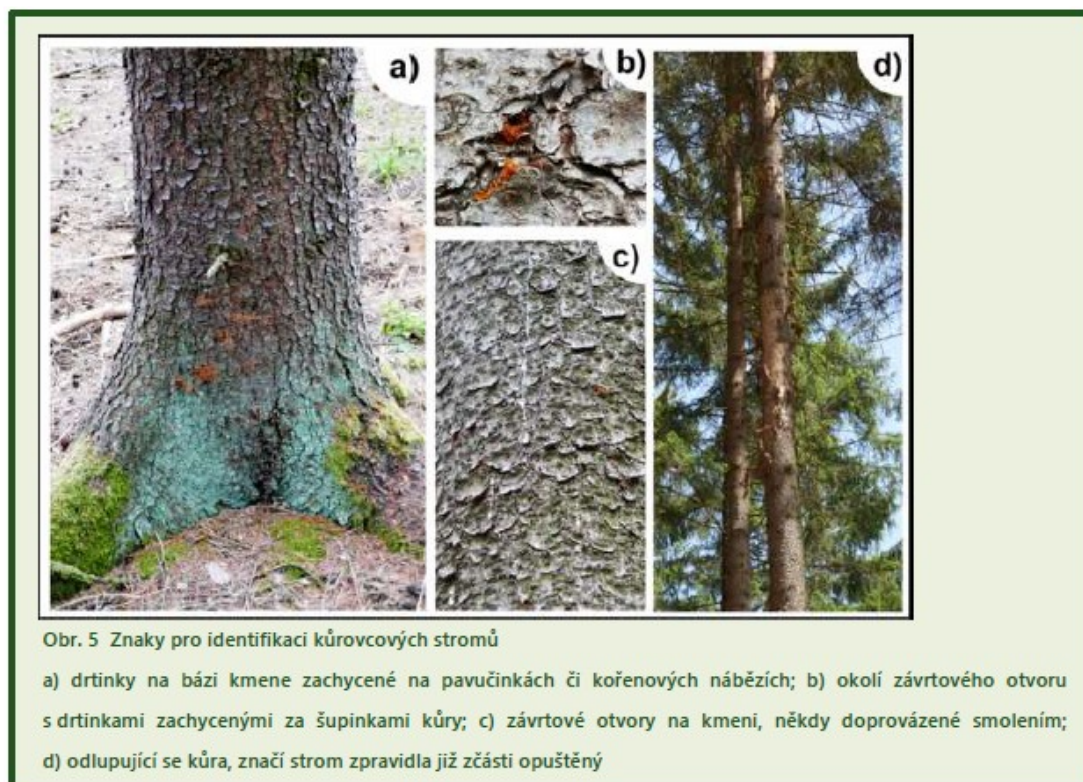 a)
b)
c)
d)
Obr. 5 Znaky pro identifikaci kůrovcových stromů
a) drtinky na bázi kmene zachycené na pavučinkách či kořenových nábězích; b) okolí závrtového otvoru
s drtinkami zachycenými za šupinkami kůry; c) závrtové otvory na kmeni, někdy doprovázené smolením;
d) odlupující se kůra, značí strom zpravidla již zčásti opuštěný